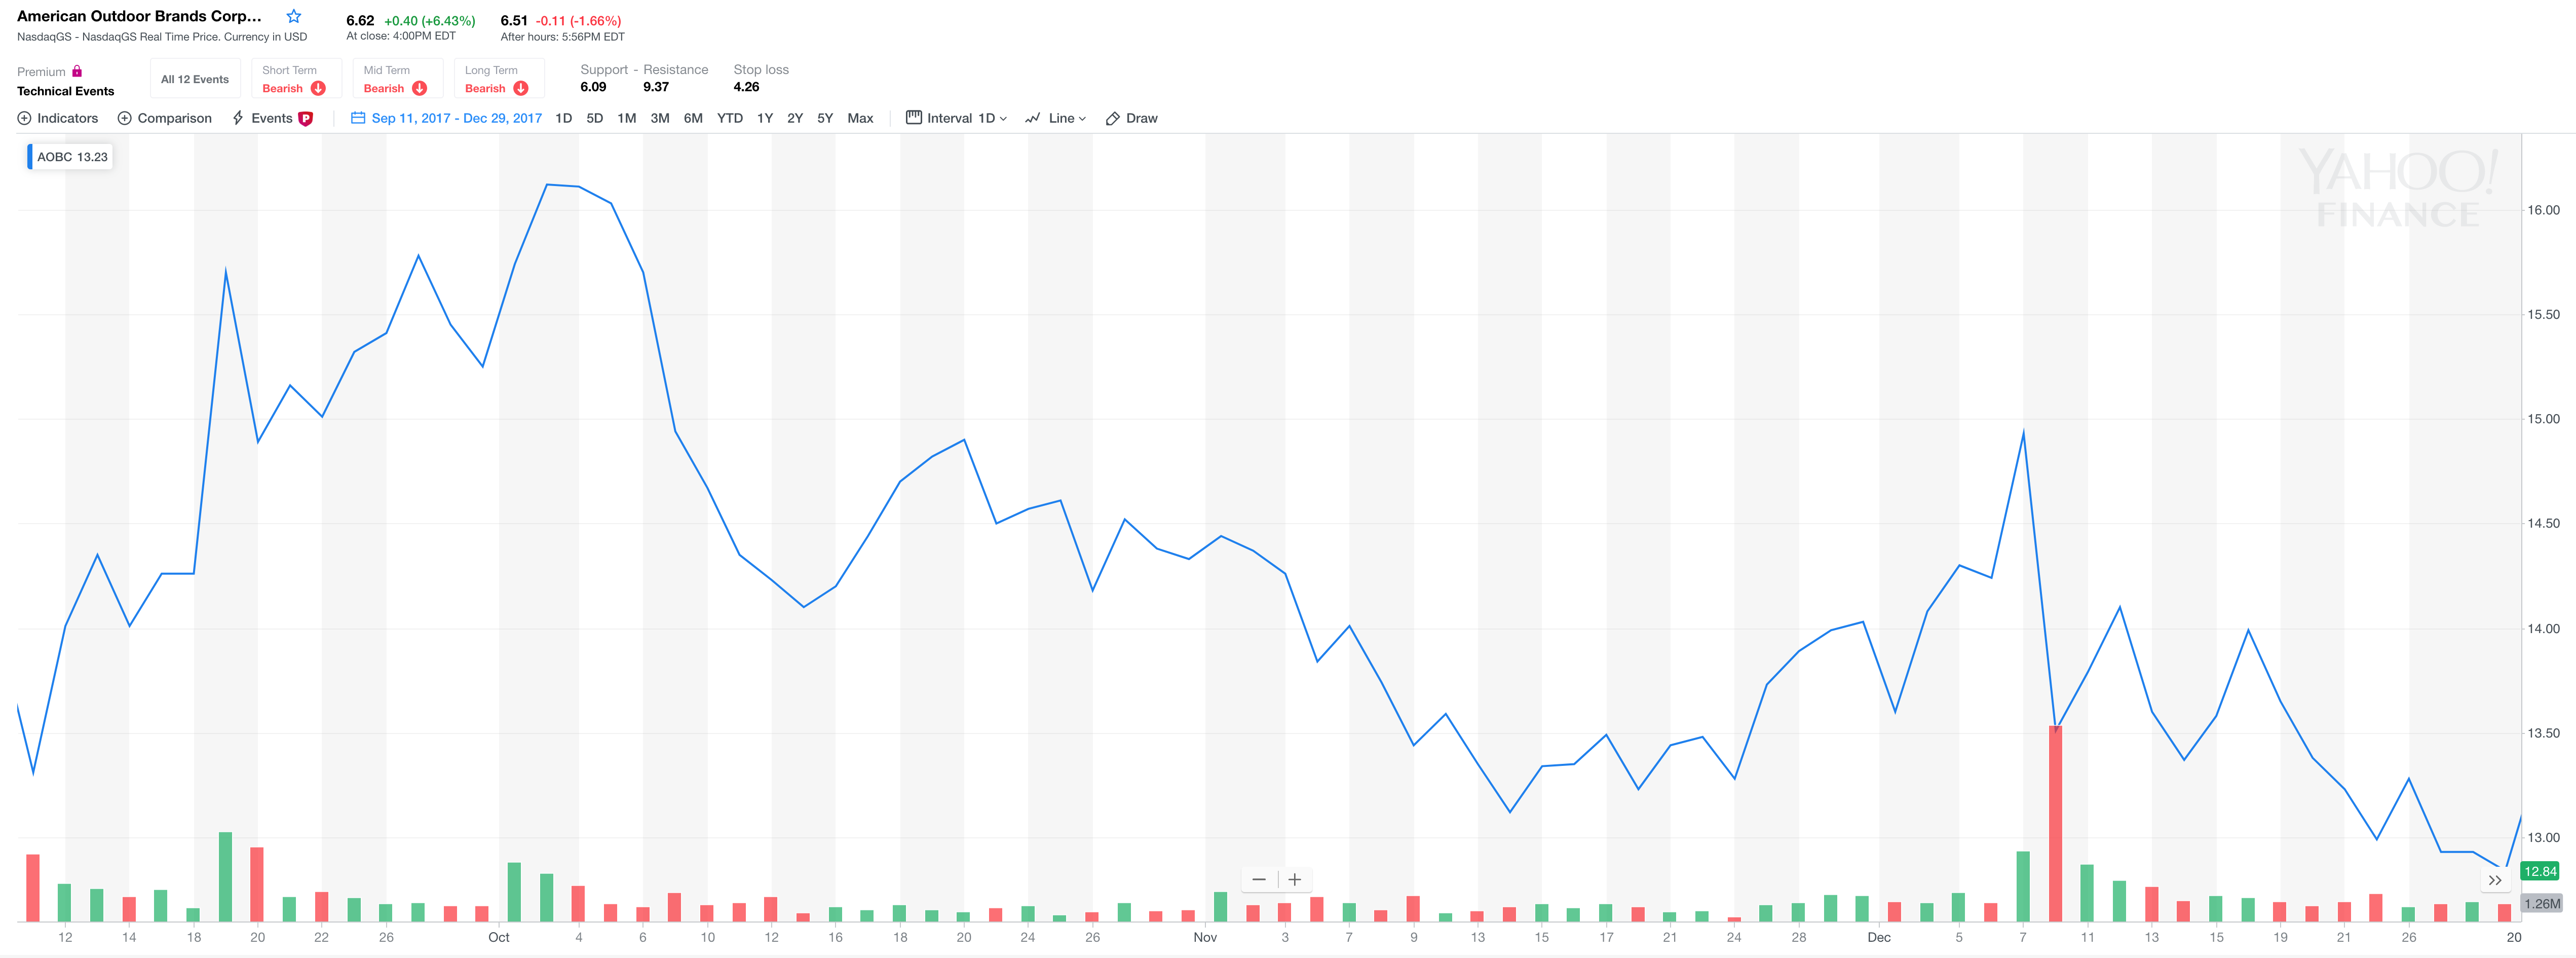 American Outdoor Brands Corp...
6.62 +0.40 (+6.43%) 6.51 -0.11 (-1.66%)
NasdaqGS - NasdaqGS Real Time Price. Currency in USD
At close: 4:00PM EDT After hours: 5:56PM EDT
Premium
Technical Events
All 12 Events
Short Term
Bearish
Mid Term
Bearish
Long Term
Bearish
Support - Resistance
6.09 9.37
Stop loss
4.26
Indicators Comparison Events P Sep 11, 2017 - Dec 29, 2017 1D 5D 1M 3M 6M YTD 1Y 2Y 5Y Max Interval 1D Line Draw
AOBC 13.23
YAHOO!
FINANCE
16.00
15.50
15.00
14.50
14.00
13.50
13.00
12.84
1.26M
12 14 18 20 22 26 Oct 4 6 10 12 16 18 20 24 26 Nov 3 7 9 13 15 17 21 24 28 Dec 5 7 11 13 15 19 21 26 20